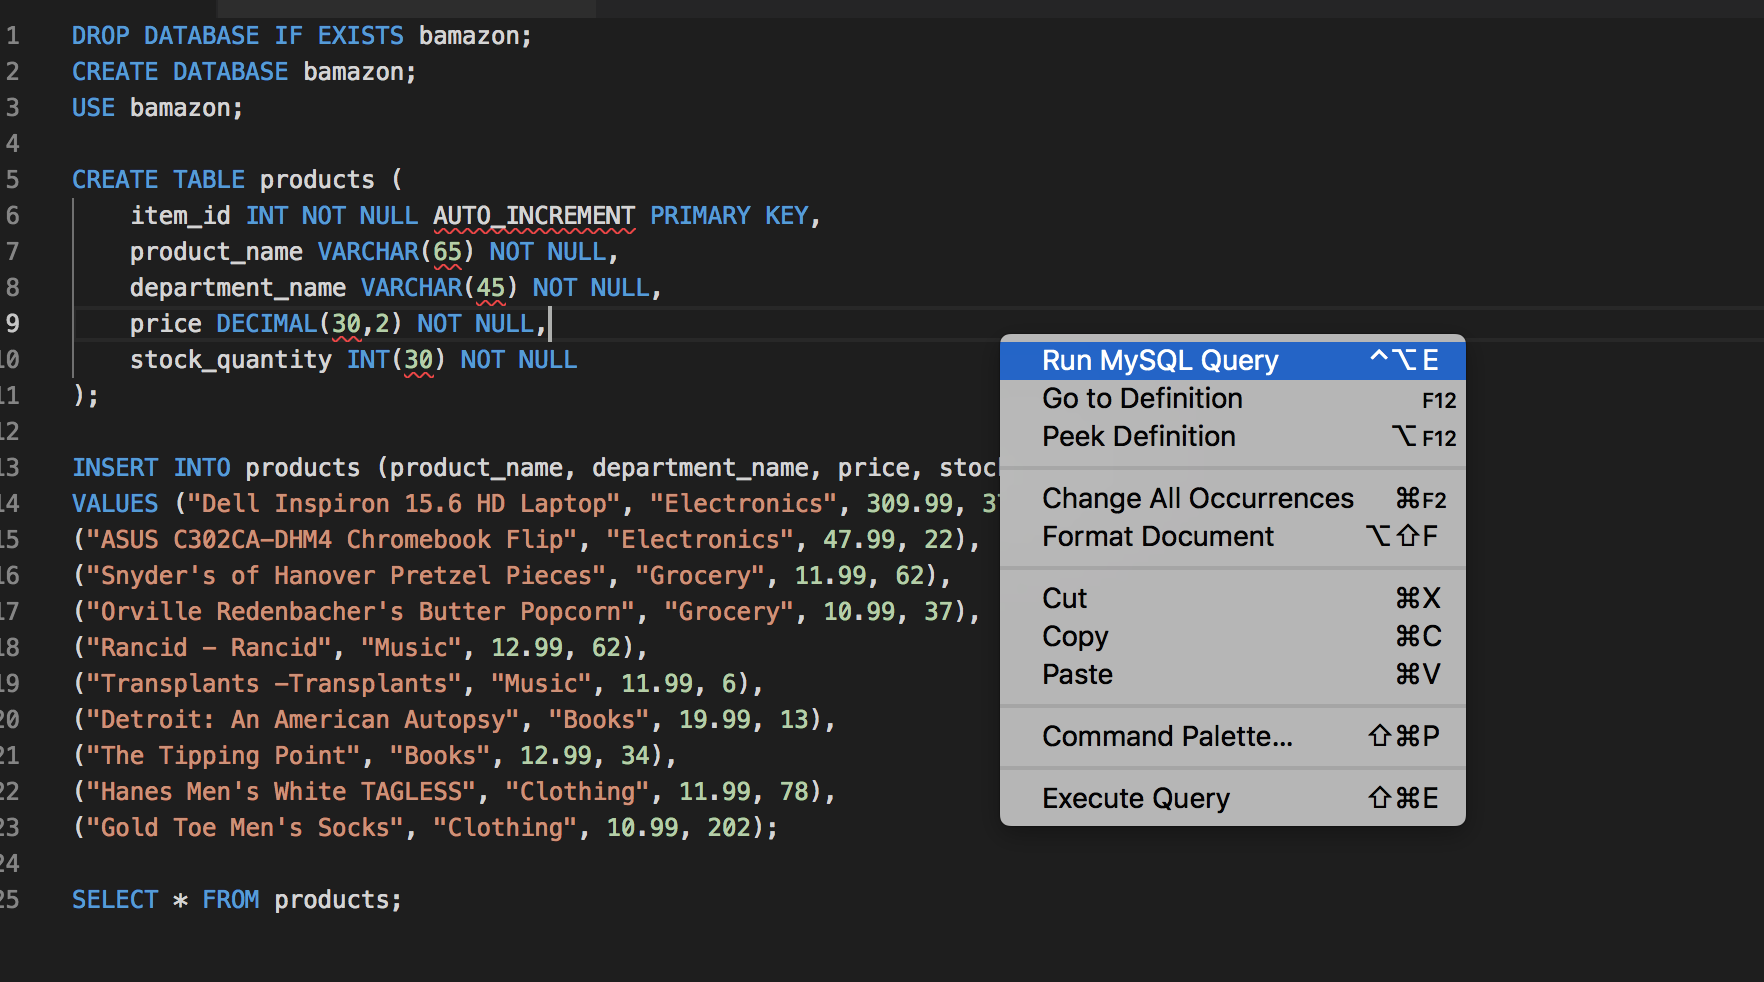 1 DROP DATABASE IF EXISTS bamazon;
2 CREATE DATABASE bamazon;
3 USE bamazon;
4
5 CREATE TABLE products (
6 item_id INT NOT NULL AUTO_INCREMENT PRIMARY KEY,
7 product_name VARCHAR(65) NOT NULL,
8 department_name VARCHAR(45) NOT NULL,
9 price DECIMAL(30,2) NOT NULL,
10 stock_quantity INT(30) NOT NULL
11 );
12
13 INSERT INTO products (product_name, department_name, price,
14 VALUES ("Dell Inspiron 15.6 HD Laptop", "Electronics", 309.99,
15 ("ASUS C302CA-DHM4 Chromebook Flip", "Electronics", 47.99, 22),
16 ("Snyder's of Hanover Pretzel Pieces", "Grocery", 11.99, 62),
17 ("Orville Redenbacher's Butter Popcorn", "Grocery", 10.99, 37),
18 ("Rancid - Rancid", "Music", 12.99, 62),
19 ("Transplants -Transplants", "Music", 11.99, 6),
20 ("Detroit: An American Autopsy", "Books", 19.99, 13),
21 ("The Tipping Point", "Books", 12.99, 34),
22 ("Hanes Men's White TAGLESS", "Clothing", 11.99, 78),
23 ("Gold Toe Men's Socks", "Clothing", 10.99, 202);
24
25 SELECT * FROM products;
Run MySQL Query ^⌥E
Go to Definition F12
Peek Definition ⌥F12
Change All Occurrences ⌘F2
Format Document ⌥⇧F
Cut ⌘X
Copy ⌘C
Paste ⌘V
Command Palette... ⇧⌘P
Execute Query ⇧⌘E